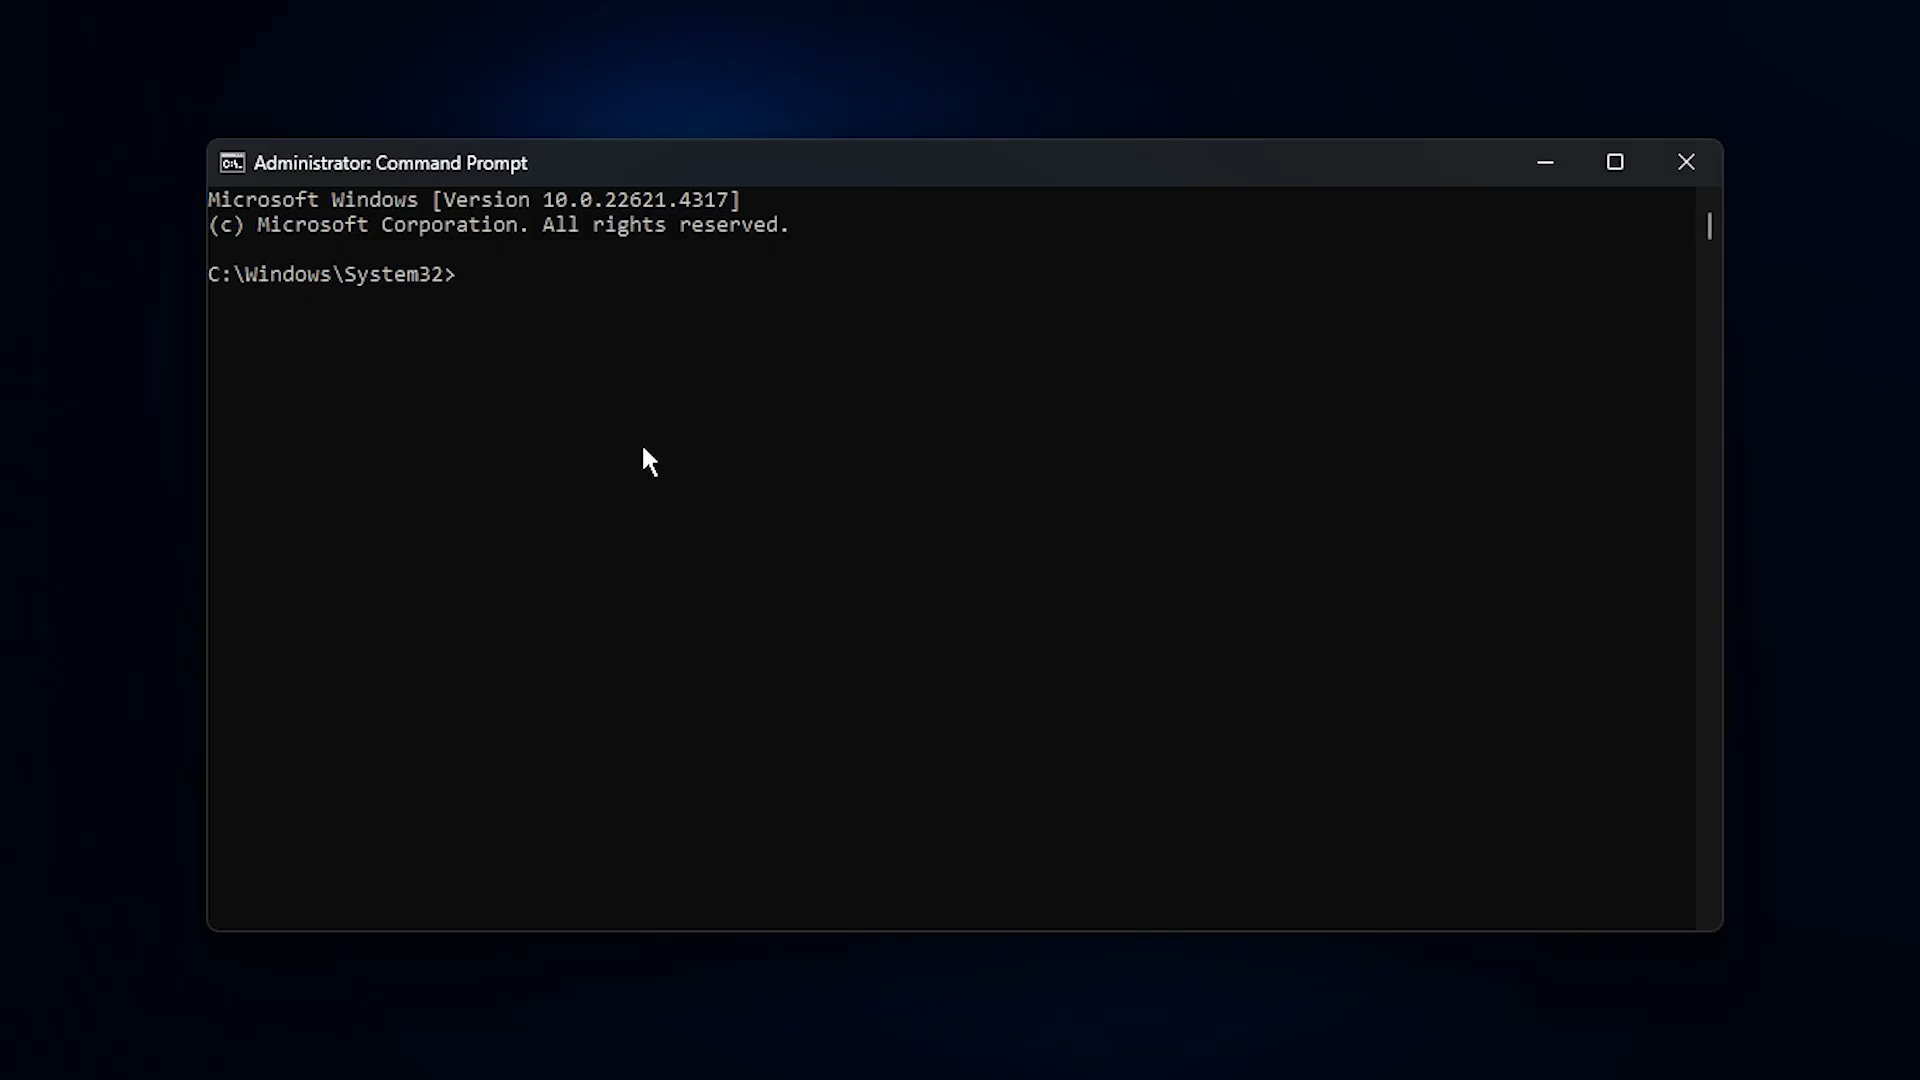 Administrator: Command Prompt
Microsoft Windows [Version 10.0.22621.4317]
(c) Microsoft Corporation. All rights reserved.
C:\Windows\System32>